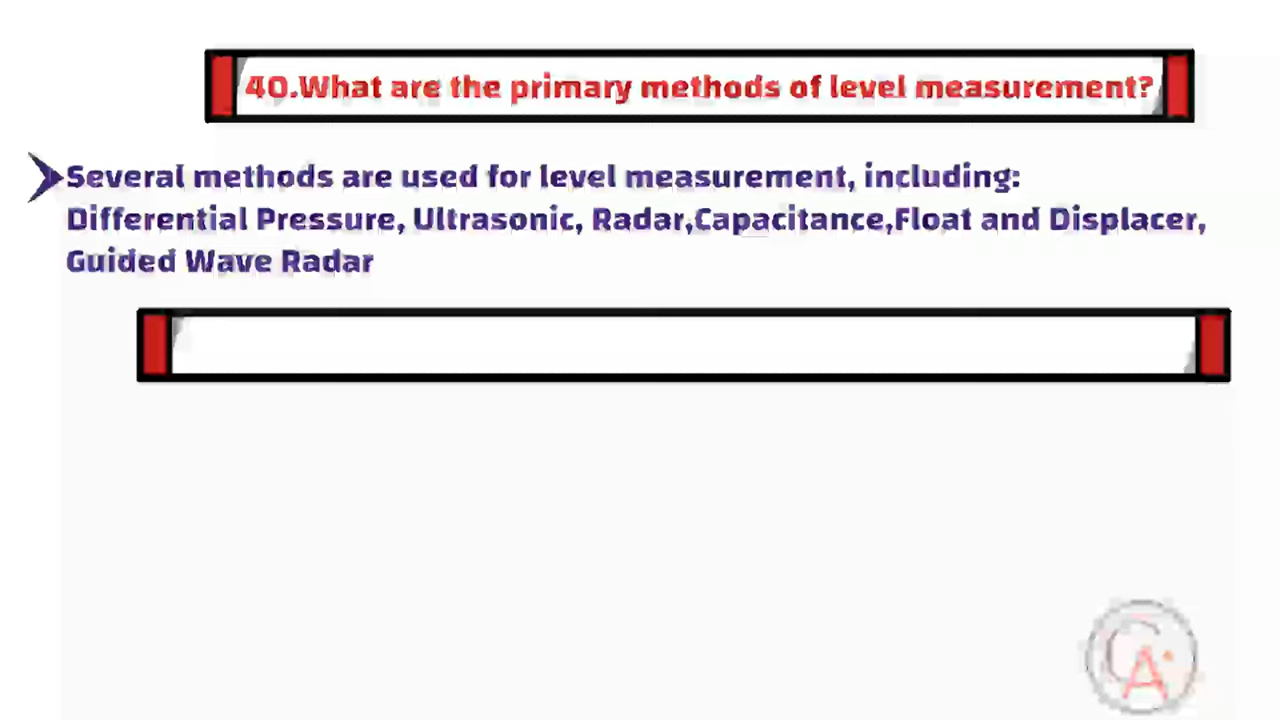 40.What are the primary methods of level measurement?
Several methods are used for level measurement, including:
Differential Pressure, Ultrasonic, Radar,Capacitance,Float and Displacer,
Guided Wave Radar
CA